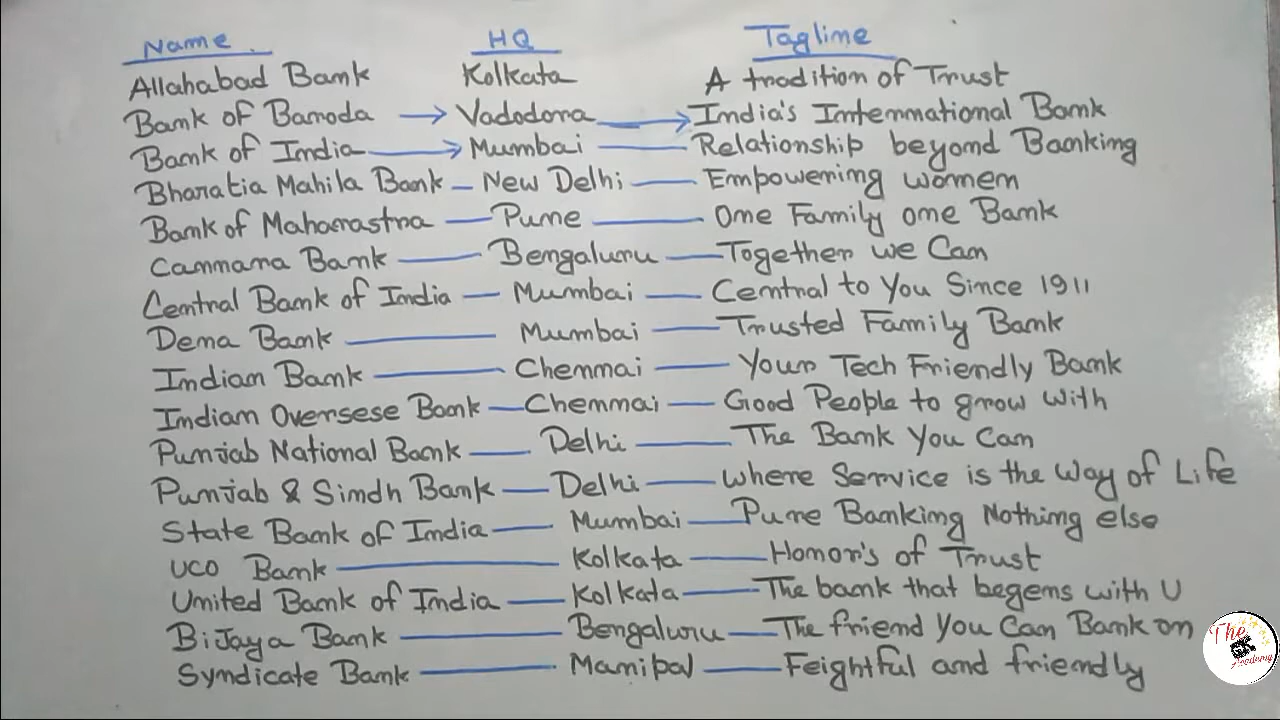 Name HQ Tagline
Allahabad Bank Kolkata A tradition of Trust
Bank of Baroda → Vadodora → India's International Bank
Bank of India → Mumbai — Relationship beyond Banking
Bharatia Mahila Bank — New Delhi — Empowering women
Bank of Maharastra — Pune — One Family one Bank
Cannara Bank — Bengaluru — Together we Can
Central Bank of India — Mumbai — Central to You Since 1911
Dena Bank — Mumbai — Trusted Family Bank
Indian Bank — Chennai — Your Tech Friendly Bank
Indian Oversese Bank — Chennai — Good People to grow with
Punjab National Bank — Delhi — The Bank You Can
Punjab & Sindh Bank — Delhi — where Service is the Way of Life
State Bank of India — Mumbai — Pure Banking Nothing else
UCO Bank — Kolkata — Honor's of Trust
United Bank of India — Kolkata — The bank that begens with U
Bijaya Bank — Bengaluru — The friend You Can Bank on
Syndicate Bank — Manipal — Feightful and friendly
The
Academy